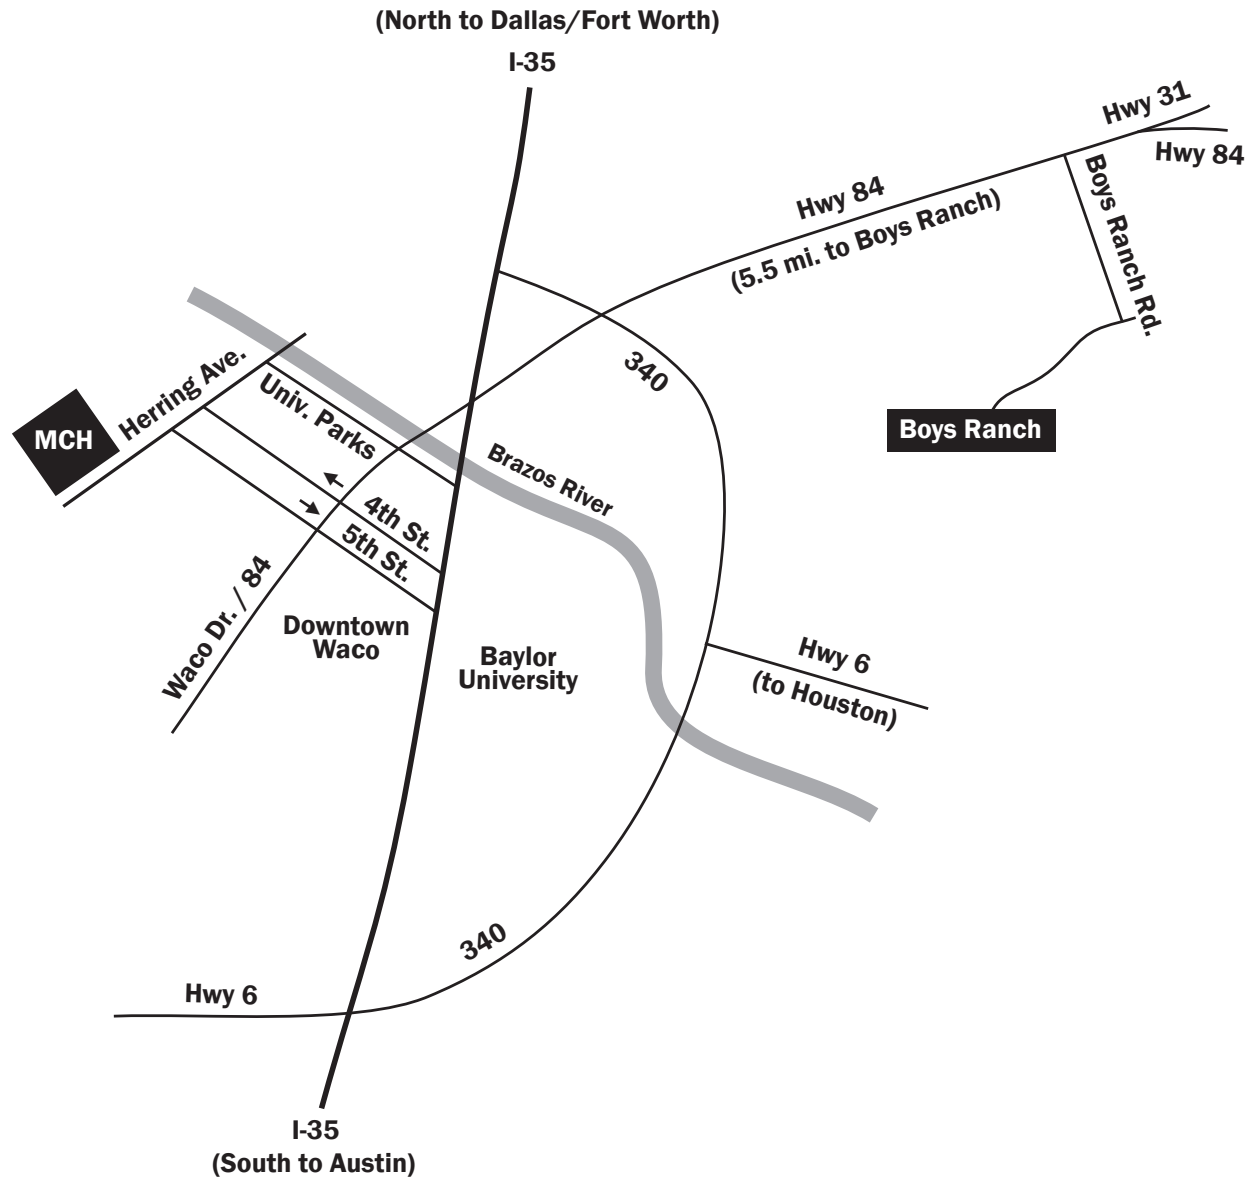 (North to Dallas/Fort Worth)
I-35
Hwy 31
Hwy 84
Hwy 84
(5.5 mi. to Boys Ranch)
Boys Ranch Rd.
340
Herring Ave.
Univ. Parks
MCH
Boys Ranch
Brazos River
4th St.
5th St.
Waco Dr. / 84
Downtown
Waco
Baylor
University
Hwy 6
(to Houston)
340
Hwy 6
I-35
(South to Austin)